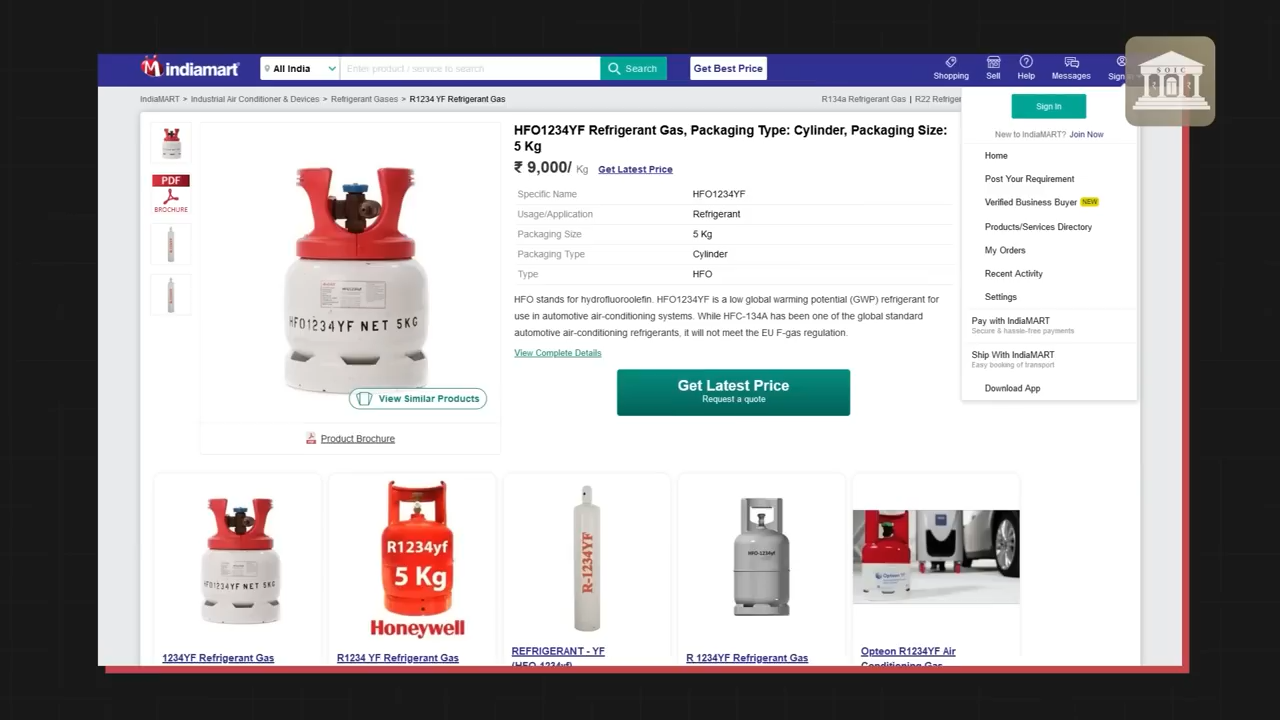 indiamart
All India
Enter product / service to search
Search
Get Best Price
Shopping
Sell
Help
Messages
SOIC
IndiaMART > Industrial Air Conditioner & Devices > Refrigerant Gases > R1234 YF Refrigerant Gas
R134a Refrigerant Gas | R22 Refriger
Sign In
New to IndiaMART? Join Now
Home
Post Your Requirement
Verified Business Buyer NEW
Products/Services Directory
My Orders
Recent Activity
Settings
Pay with IndiaMART
Secure & hassle-free payments
Ship With IndiaMART
Easy booking of transport
Download App
PDF
BROCHURE
HFO1234YF NET 5KG
View Similar Products
Product Brochure
HFO1234YF Refrigerant Gas, Packaging Type: Cylinder, Packaging Size:
5 Kg
₹ 9,000/ Kg Get Latest Price
Specific Name HFO1234YF
Usage/Application Refrigerant
Packaging Size 5 Kg
Packaging Type Cylinder
Type HFO
HFO stands for hydrofluoroolefin. HFO1234YF is a low global warming potential (GWP) refrigerant for
use in automotive air-conditioning systems. While HFC-134A has been one of the global standard
automotive air-conditioning refrigerants, it will not meet the EU F-gas regulation.
View Complete Details
Get Latest Price
Request a quote
HFO1234YF NET 5KG
1234YF Refrigerant Gas
R1234yf
5 Kg
Honeywell
R1234 YF Refrigerant Gas
R-1234YF
REFRIGERANT - YF
(HFO-1234yf)
HFO-1234yf
R 1234YF Refrigerant Gas
Opteon
Opteon R1234YF Air
Conditioning Gas